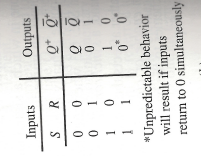 Inputs Outputs
S R Q⁺ Q̄⁺
0 0 Q Q̄
0 1 0 1
1 0 1 0
1 1 0* 0*
*Unpredictable behavior
will result if inputs
return to 0 simultaneously